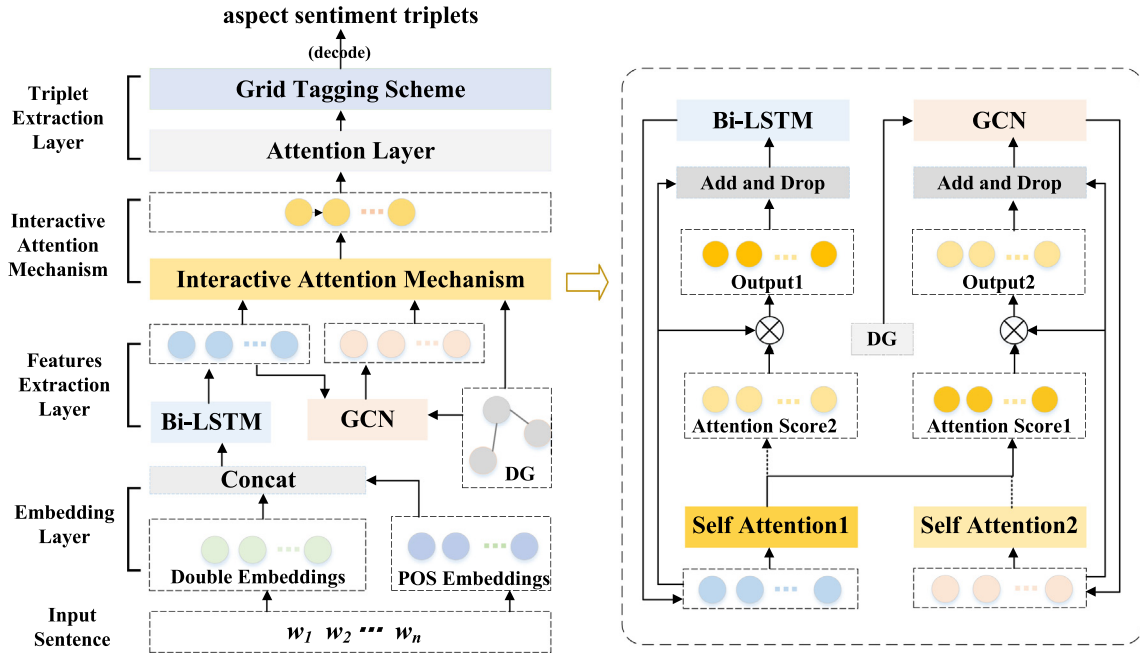 aspect sentiment triplets
(decode)
Triplet
Extraction
Layer
Grid Tagging Scheme
Attention Layer
Interactive
Attention
Mechanism
Interactive Attention Mechanism
Features
Extraction
Layer
Bi-LSTM
GCN
DG
Embedding
Layer
Concat
Double Embeddings
POS Embeddings
Input
Sentence
w1 w2 ... wn
Bi-LSTM
GCN
Add and Drop
Add and Drop
Output1
Output2
DG
Attention Score2
Attention Score1
Self Attention1
Self Attention2